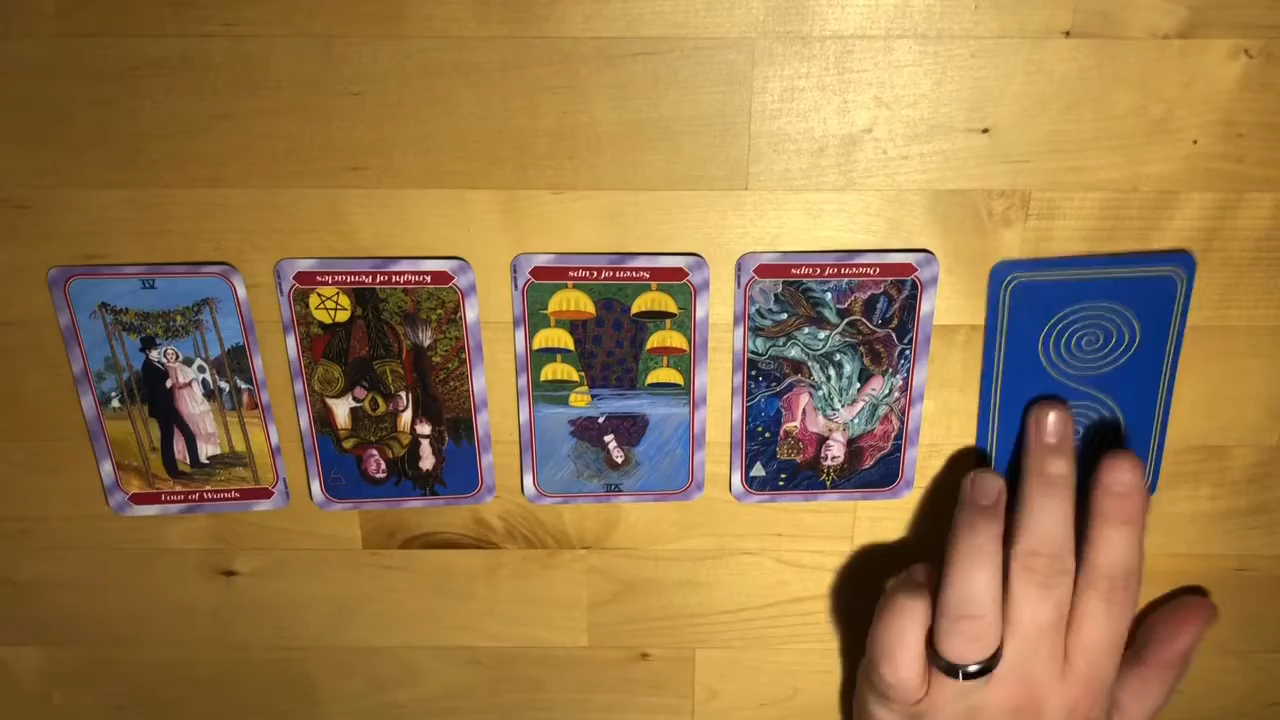 IV
Four of Wands
Knight of Pentacles
Seven of Cups
VII
Queen of Cups